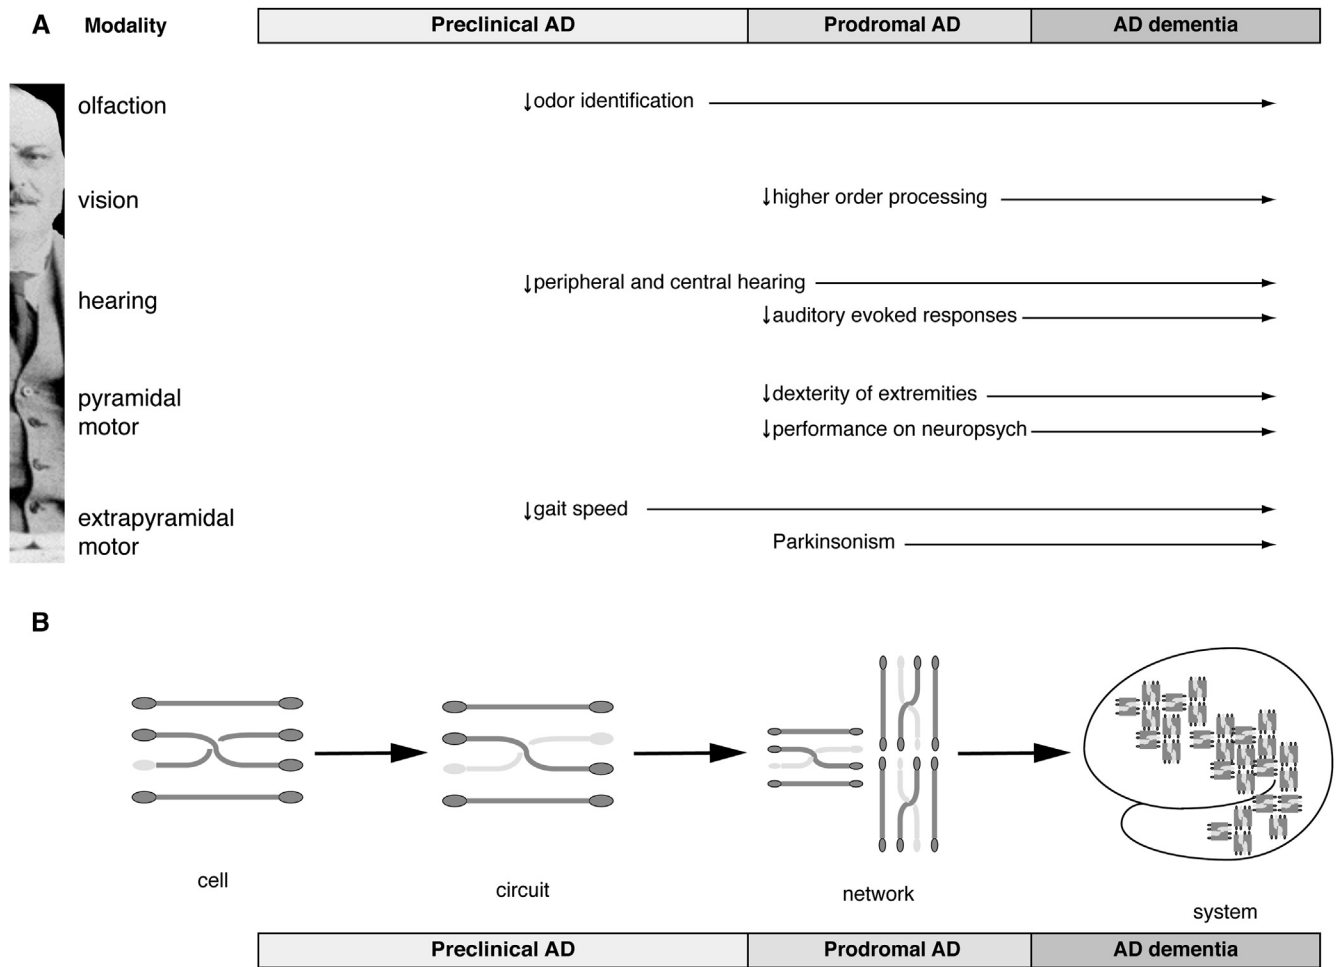 A Modality Preclinical AD Prodromal AD AD dementia
olfaction ↓odor identification
vision ↓higher order processing
hearing ↓peripheral and central hearing
↓auditory evoked responses
pyramidal
motor
↓dexterity of extremities
↓performance on neuropsych
extrapyramidal
motor
↓gait speed
Parkinsonism
B
cell
circuit
network
system
Preclinical AD Prodromal AD AD dementia